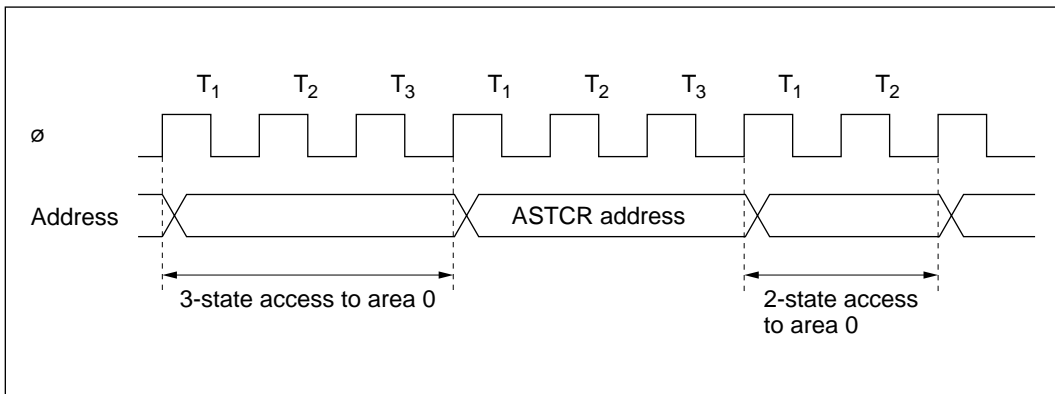 T₁ T₂ T₃ T₁ T₂ T₃ T₁ T₂
ø
Address ASTCR address
3-state access to area 0 2-state access
to area 0